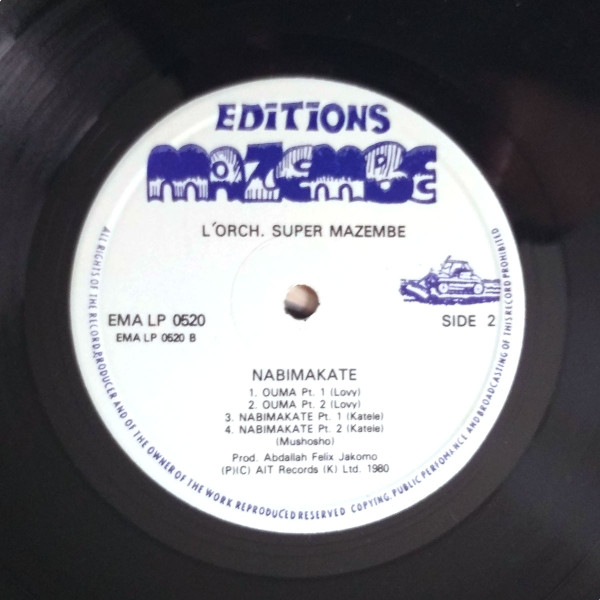 EDITIONS
MAZEMBE
L'ORCH. SUPER MAZEMBE
EMA LP 0520
EMA LP 0520 B
SIDE 2
NABIMAKATE
1. OUMA Pt. 1 (Lovy)
2. OUMA Pt. 2 (Lovy)
3. NABIMAKATE Pt. 1 (Kateie)
4. NABIMAKATE Pt. 2 (Kateie)
(Mushosho)
Prod. Abdallah Felix Jakomo
(P)(C) AIT Records (K) Ltd. 1980
ALL RIGHTS OF THE RECORD, PRODUCER AND OF THE OWNER OF THE WORK REPRODUCED RESERVED COPYING, PUBLIC PERFOMANCE AND BROADCASTING OF THIS RECORD PROHIBITED